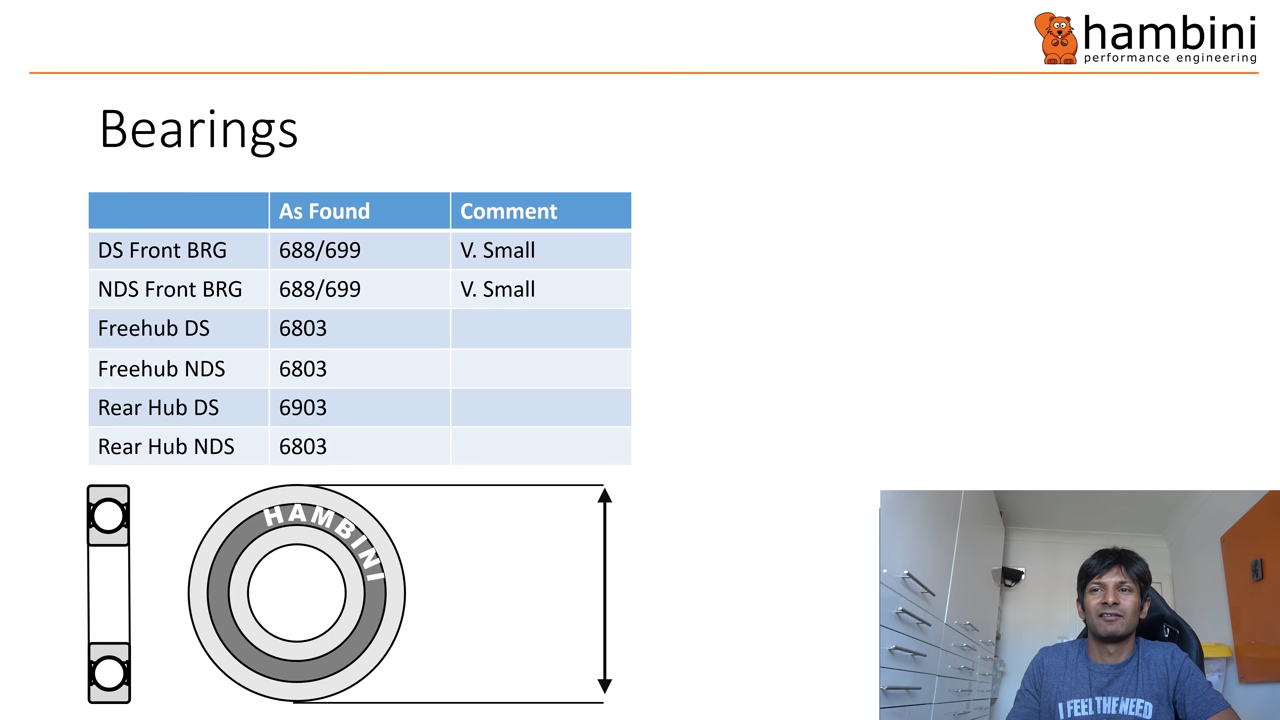 hambini
performance engineering
Bearings
As Found Comment
DS Front BRG 688/699 V. Small
NDS Front BRG 688/699 V. Small
Freehub DS 6803
Freehub NDS 6803
Rear Hub DS 6903
Rear Hub NDS 6803
HAMBINI
I FEEL THE NEED